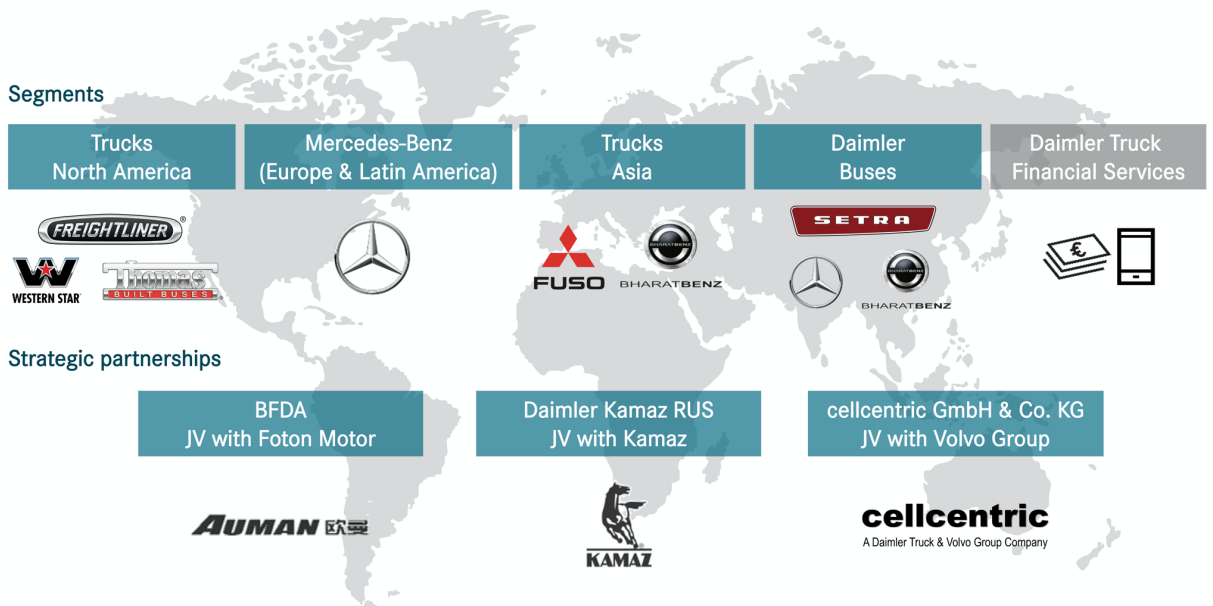 Segments
Trucks
North America
Mercedes-Benz
(Europe & Latin America)
Trucks
Asia
Daimler
Buses
Daimler Truck
Financial Services
FREIGHTLINER®
WESTERN STAR
Thomas
BUILT BUSES
FUSO
BHARATBENZ
BHARATBENZ
SETRA
BHARATBENZ
BHARATBENZ
€
Strategic partnerships
BFDA
JV with Foton Motor
Daimler Kamaz RUS
JV with Kamaz
cellcentric GmbH & Co. KG
JV with Volvo Group
AUMAN 欧曼
KAMAZ
cellcentric
A Daimler Truck & Volvo Group Company